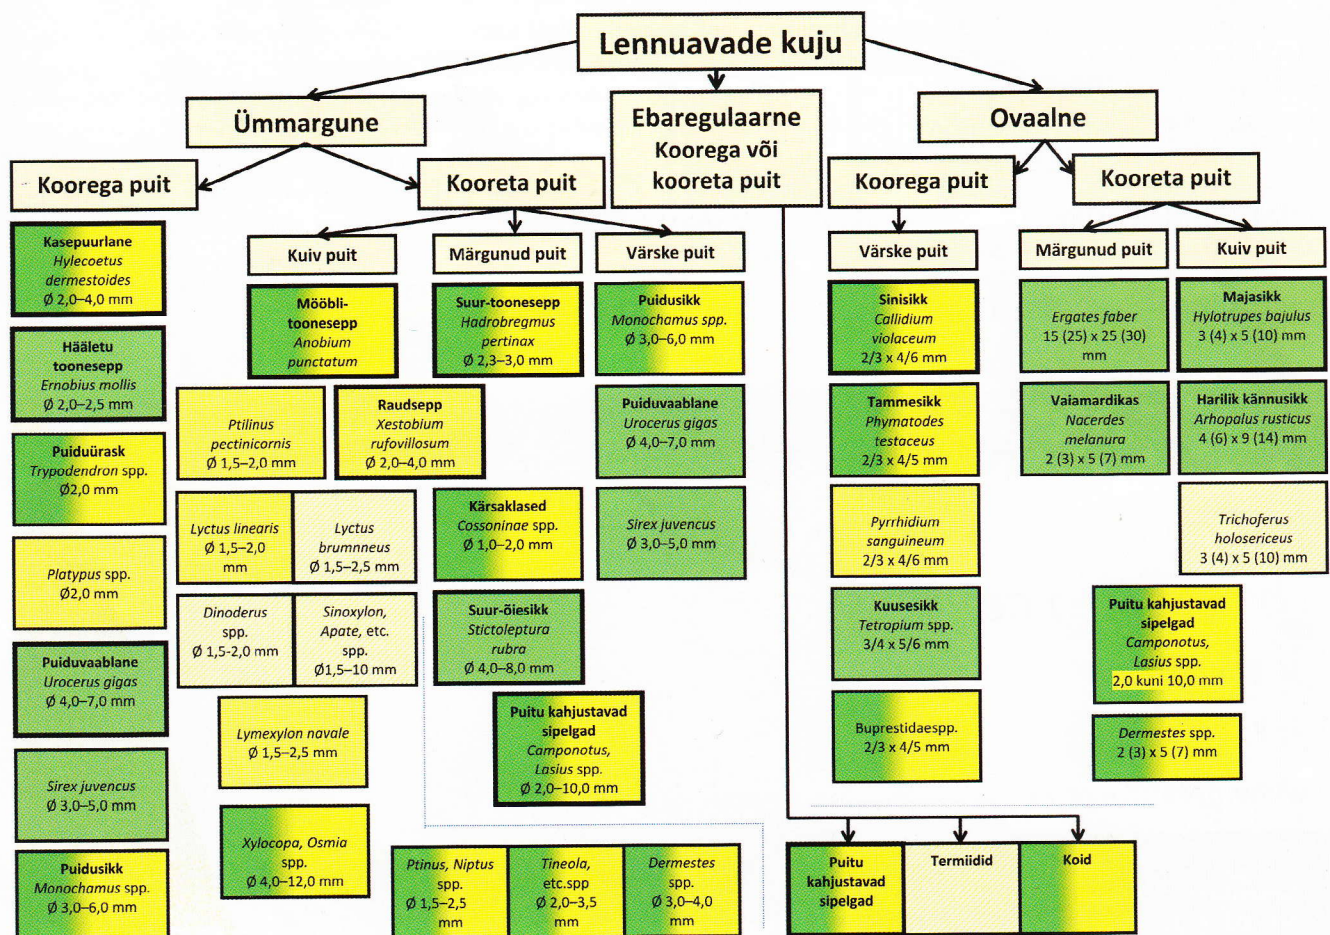 Lennuavade kuju
Ümmargune
Ebaregulaarne
Koorega või
kooreta puit
Ovaalne
Koorega puit
Kooreta puit
Koorega puit
Kooreta puit
Kuiv puit
Märgunud puit
Värske puit
Värske puit
Märgunud puit
Kuiv puit
Kasepuurlane
Hylecoetus
dermestoides
Ø 2,0–4,0 mm
Hääletu
toonesepp
Ernobius mollis
Ø 2,0–2,5 mm
Puiduürask
Trypodendron spp.
Ø2,0 mm
Platypus spp.
Ø2,0 mm
Puiduvaablane
Urocerus gigas
Ø 4,0–7,0 mm
Sirex juvencus
Ø 3,0–5,0 mm
Puidusikk
Monochamus spp.
Ø 3,0–6,0 mm
Mööbli-
toonesepp
Anobium
punctatum
Ptilinus
pectinicornis
Ø 1,5–2,0 mm
Raudsepp
Xestobium
rufovillosum
Ø 2,0–4,0 mm
Lyctus linearis
Ø 1,5–2,0
mm
Lyctus
brumnneus
Ø 1,5–2,5 mm
Dinoderus
spp.
Ø 1,5-2,0 mm
Sinoxylon,
Apate, etc.
spp.
Ø1,5–10 mm
Lymexylon navale
Ø 1,5–2,5 mm
Xylocopa, Osmia
spp.
Ø 4,0–12,0 mm
Suur-toonesepp
Hadrobregmus
pertinax
Ø 2,3–3,0 mm
Kärsaklased
Cossoninae spp.
Ø 1,0–2,0 mm
Suur-õiesikk
Stictoleptura
rubra
Ø 4,0–8,0 mm
Puitu kahjustavad
sipelgad
Camponotus,
Lasius spp.
Ø 2,0–10,0 mm
Puidusikk
Monochamus spp.
Ø 3,0–6,0 mm
Puiduvaablane
Urocerus gigas
Ø 4,0–7,0 mm
Sirex juvencus
Ø 3,0–5,0 mm
Ptinus, Niptus
spp.
Ø 1,5–2,5
mm
Tineola,
etc.spp
Ø 2,0–3,5
mm
Dermestes
spp.
Ø 3,0–4,0
mm
Sinisikk
Callidium
violaceum
2/3 x 4/6 mm
Tammesikk
Phymatodes
testaceus
2/3 x 4/5 mm
Pyrrhidium
sanguineum
2/3 x 4/6 mm
Kuusesikk
Tetropium spp.
3/4 x 5/6 mm
Buprestidaespp.
2/3 x 4/5 mm
Ergates faber
15 (25) x 25 (30)
mm
Vaiamardikas
Nacerdes
melanura
2 (3) x 5 (7) mm
Majasikk
Hylotrupes bajulus
3 (4) x 5 (10) mm
Harilik kännusikk
Arhopalus rusticus
4 (6) x 9 (14) mm
Trichoferus
holosericeus
3 (4) x 5 (10) mm
Puitu kahjustavad
sipelgad
Camponotus,
Lasius spp.
2,0 kuni 10,0 mm
Dermestes spp.
2 (3) x 5 (7) mm
Puitu
kahjustavad
sipelgad
Termiidid
Koid